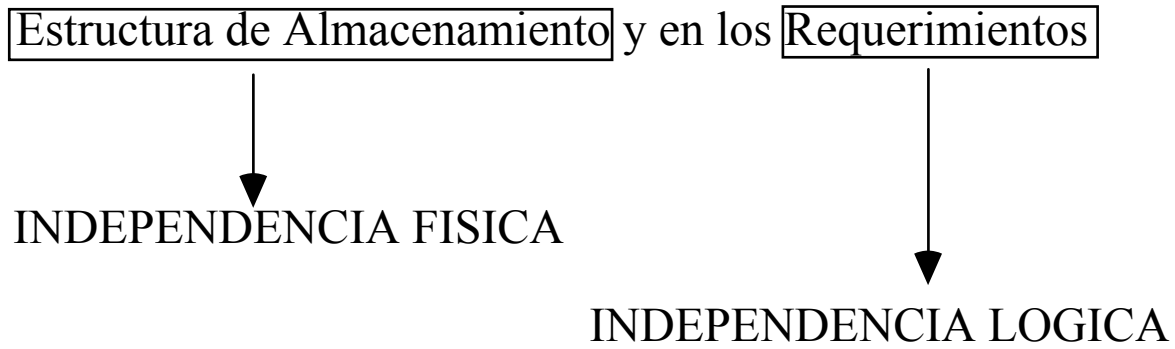 Estructura de Almacenamiento y en los Requerimientos
INDEPENDENCIA FISICA
INDEPENDENCIA LOGICA